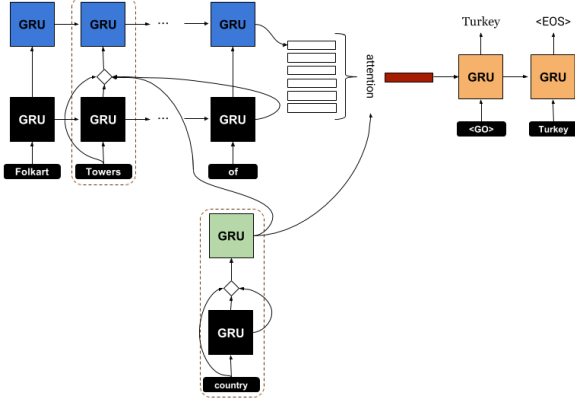 GRU
GRU
...
GRU
Turkey
<EOS>
attention
GRU
GRU
GRU
GRU
...
GRU
<GO>
Turkey
Folkart
Towers
of
GRU
GRU
country